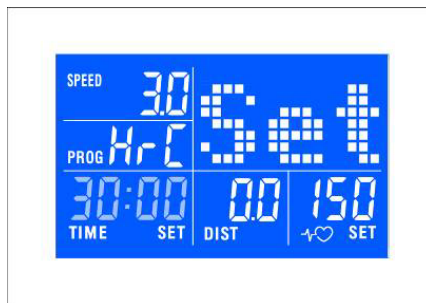 SPEED 3.0
Set
PROG HrC
30:00 0.0 150
TIME SET DIST SET